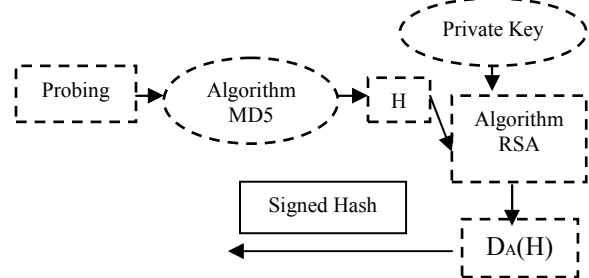 Private Key
Probing
Algorithm
MD5
H
Algorithm
RSA
Signed Hash
DA(H)